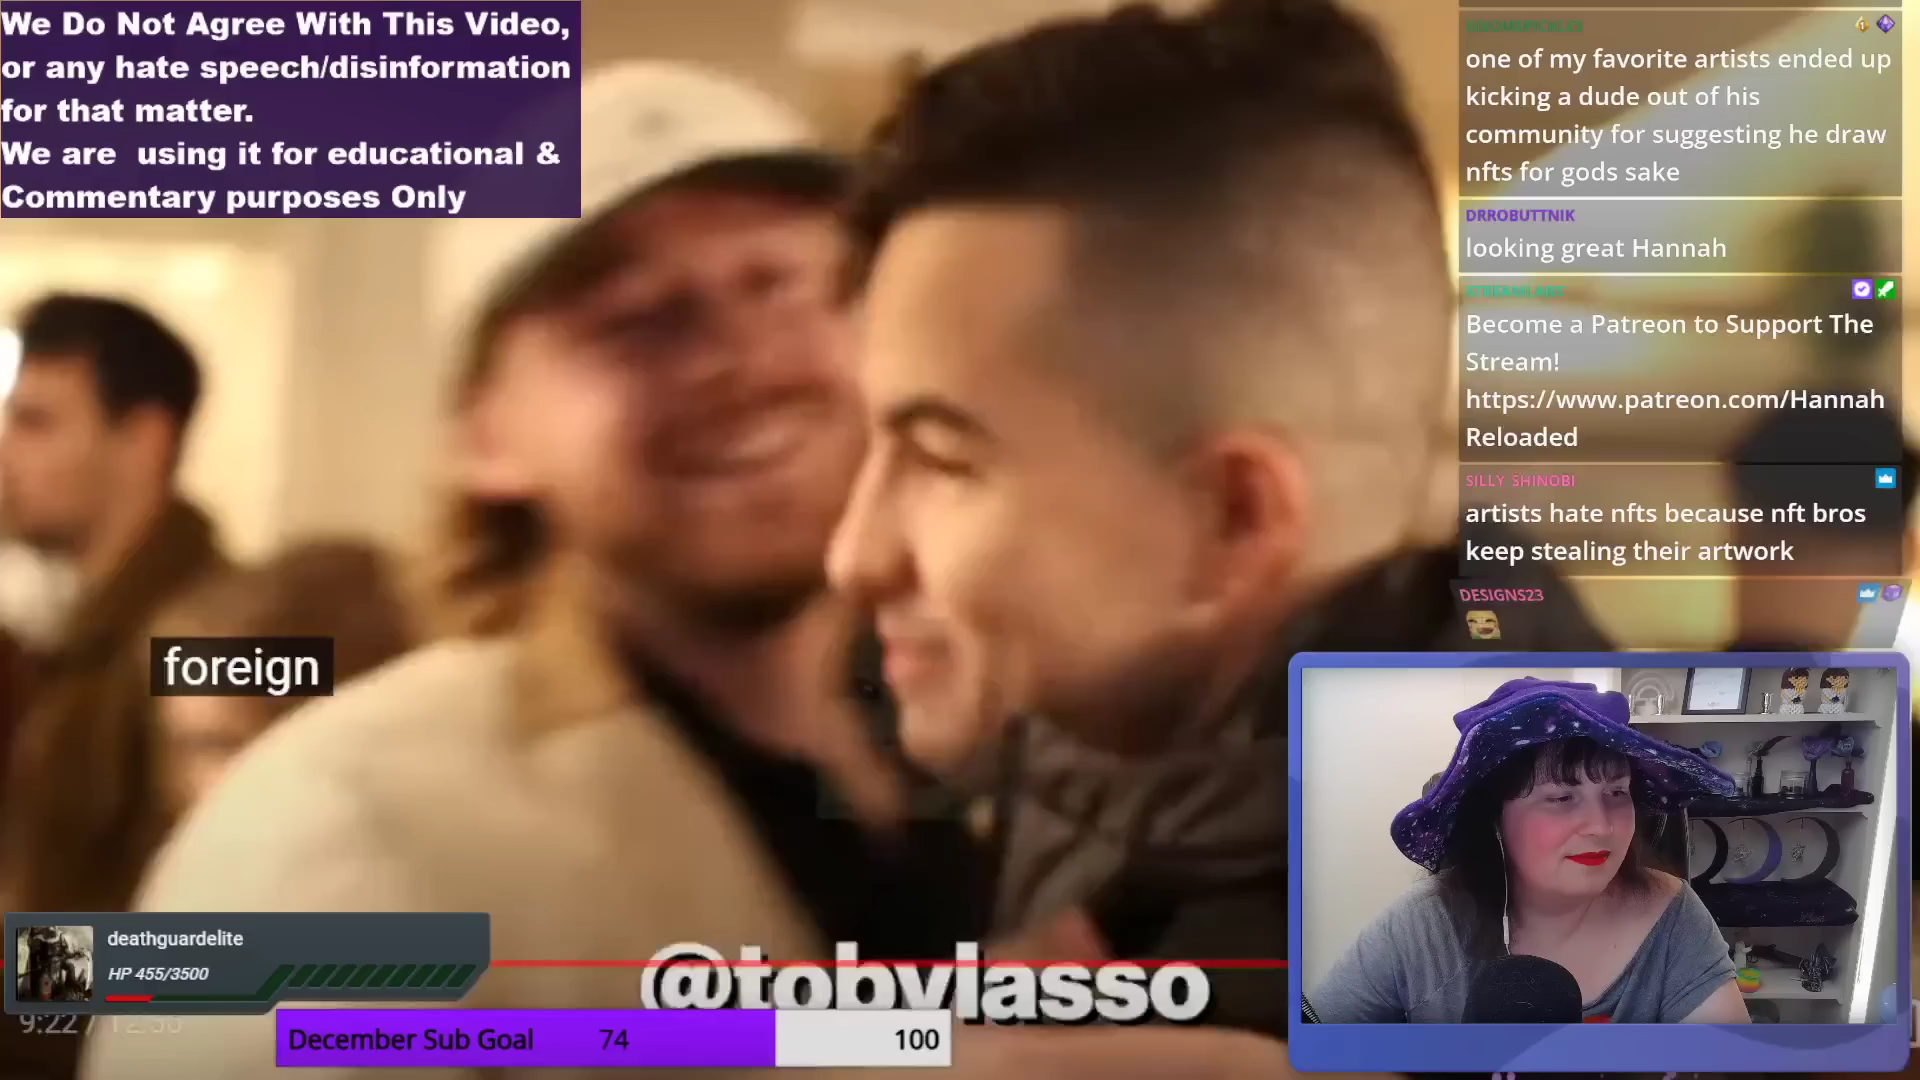 We Do Not Agree With This Video,
or any hate speech/disinformation
for that matter.
We are using it for educational &
Commentary purposes Only
one of my favorite artists ended up
kicking a dude out of his
community for suggesting he draw
nfts for gods sake
DRROBUTTNIK
looking great Hannah
STREAMLABS
Become a Patreon to Support The
Stream!
https://www.patreon.com/Hannah
Reloaded
SILLY SHINOBI
artists hate nfts because nft bros
keep stealing their artwork
DESIGNS23
foreign
deathguardelite
HP 455/3500
@tobylasso
9:22 /
December Sub Goal 74 100